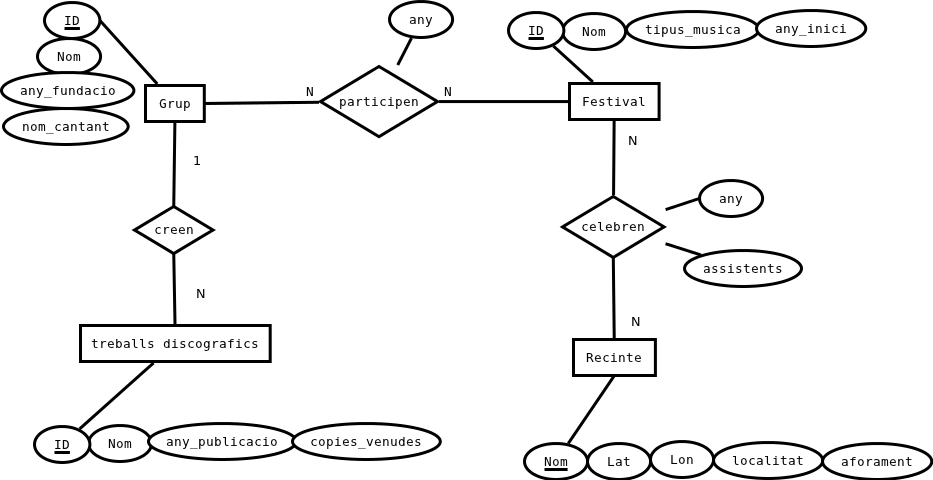 ID
Nom
any_fundacio
nom_cantant
Grup
any
N
participen
N
ID
Nom
tipus_musica
any_inici
Festival
1
creen
N
treballs discografics
ID
Nom
any_publicacio
copies_venudes
N
celebren
any
assistents
N
Recinte
Nom
Lat
Lon
localitat
aforament